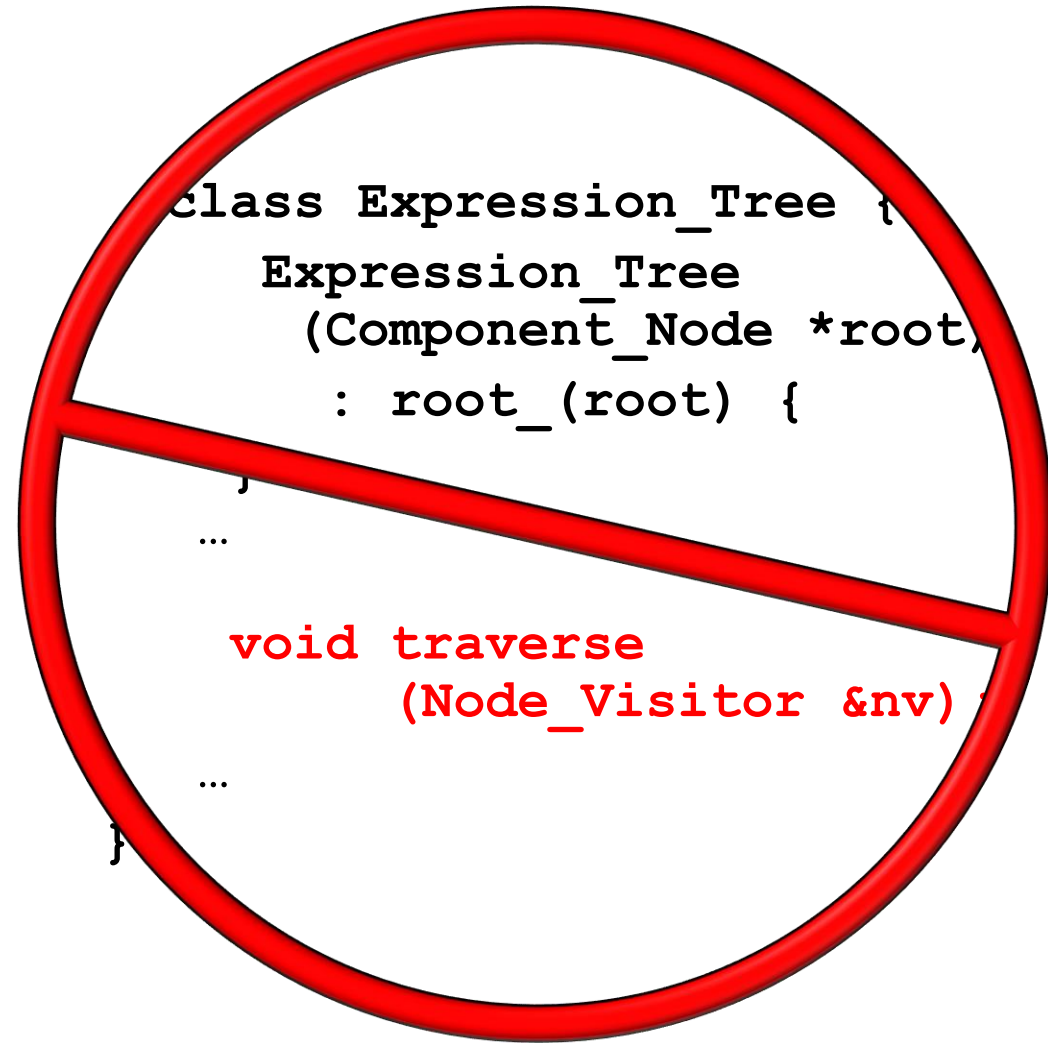 class Expression_Tree {
Expression_Tree
(Component_Node *root)
: root_(root) {
}
…
void traverse
(Node_Visitor &nv)
…
}